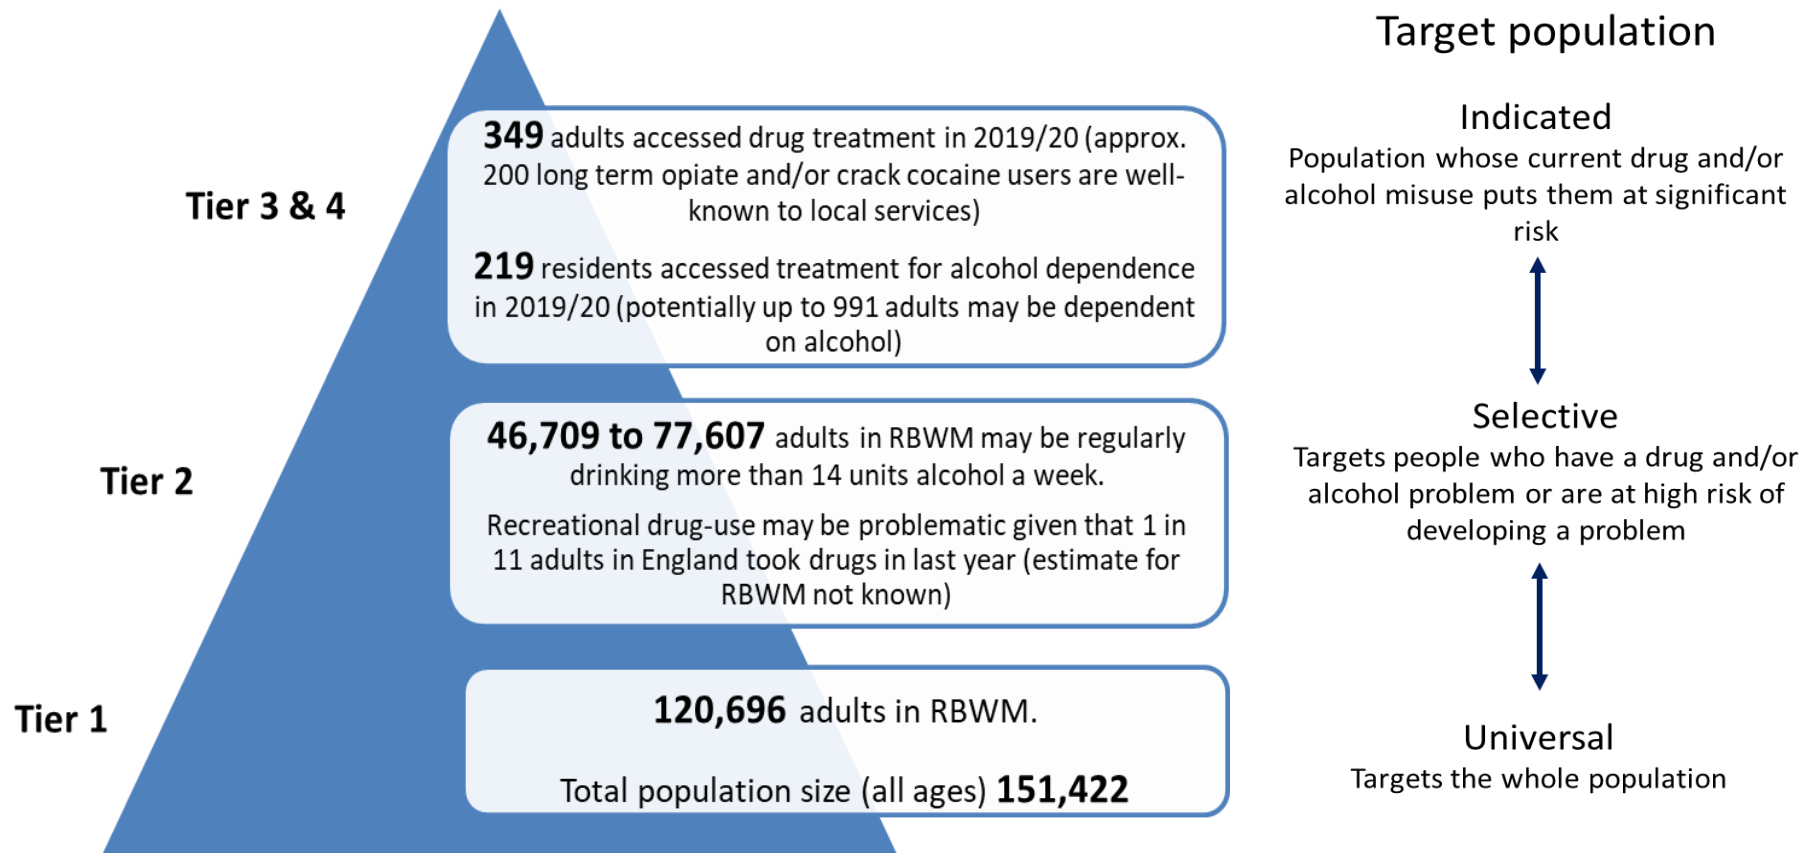 Target population
Tier 3 & 4
349 adults accessed drug treatment in 2019/20 (approx.
200 long term opiate and/or crack cocaine users are well-
known to local services)
219 residents accessed treatment for alcohol dependence
in 2019/20 (potentially up to 991 adults may be dependent
on alcohol)
Indicated
Population whose current drug and/or
alcohol misuse puts them at significant
risk
Tier 2
46,709 to 77,607 adults in RBWM may be regularly
drinking more than 14 units alcohol a week.
Recreational drug-use may be problematic given that 1 in
11 adults in England took drugs in last year (estimate for
RBWM not known)
Selective
Targets people who have a drug and/or
alcohol problem or are at high risk of
developing a problem
Tier 1
120,696 adults in RBWM.
Total population size (all ages) 151,422
Universal
Targets the whole population